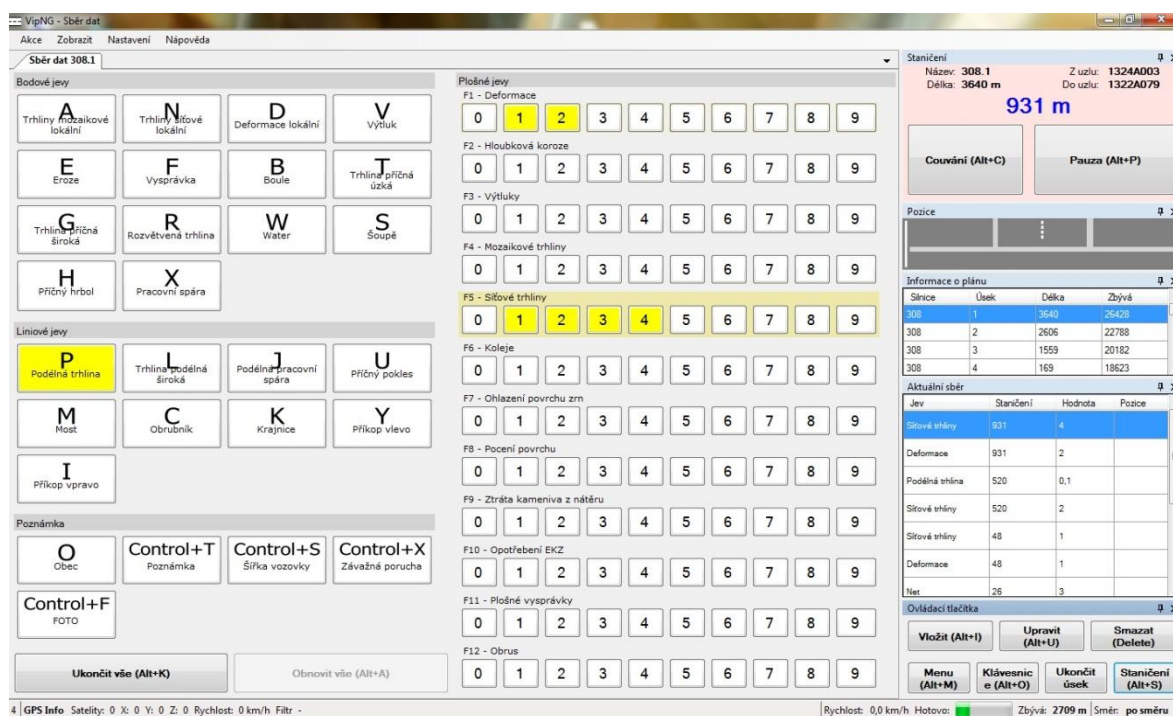 VipNG - Sběr dat
Akce Zobrazit Nastavení Nápověda
Sběr dat 308.1
Bodové jevy
A N D V
Trhliny mozaikové lokální Trhliny síťové lokální Deformace lokální Výtluk
E F B T
Eroze Vysprávka Boule Trhlina příčná úzká
G R W S
Trhlina příčná široká Rozvětvená trhlina Water Šoupě
H X
Příčný hrbol Pracovní spára
Liniové jevy
P L J U
Podélná trhlina Trhlina podélná široká Podélná pracovní spára Příčný pokles
M C K Y
Most Obrubník Krajnice Příkop vlevo
I
Příkop vpravo
Poznámka
O Control+T Control+S Control+X
Obec Poznámka Šířka vozovky Závažná porucha
Control+F
FOTO
Ukončit vše (Alt+K) Obnovit vše (Alt+A)
Plošné jevy
F1 - Deformace
0 1 2 3 4 5 6 7 8 9
F2 - Hloubková koroze
0 1 2 3 4 5 6 7 8 9
F3 - Výtluky
0 1 2 3 4 5 6 7 8 9
F4 - Mozaikové trhliny
0 1 2 3 4 5 6 7 8 9
F5 - Síťové trhliny
0 1 2 3 4 5 6 7 8 9
F6 - Koleje
0 1 2 3 4 5 6 7 8 9
F7 - Ohlazení povrchu zrn
0 1 2 3 4 5 6 7 8 9
F8 - Pocení povrchu
0 1 2 3 4 5 6 7 8 9
F9 - Ztráta kameniva z nátěru
0 1 2 3 4 5 6 7 8 9
F10 - Opotřebení EKZ
0 1 2 3 4 5 6 7 8 9
F11 - Plošné vysprávky
0 1 2 3 4 5 6 7 8 9
F12 - Obrus
0 1 2 3 4 5 6 7 8 9
Staničení
Název: 308.1 Z uzlu: 1324A003
Délka: 3640 m Do uzlu: 1322A079
931 m
Couvání (Alt+C) Pauza (Alt+P)
Pozice
Informace o plánu
Silnice Úsek Délka Zbývá
308 1 3640 26428
308 2 2606 22788
308 3 1559 20182
308 4 169 18623
Aktuální sběr
Jev Staničení Hodnota Pozice
Síťové trhliny 931 4
Deformace 931 2
Podélná trhlina 520 0,1
Síťové trhliny 520 2
Síťové trhliny 48 1
Deformace 48 1
Net 26 3
Ovládací tlačítka
Vložit (Alt+I) Upravit (Alt+U) Smazat (Delete)
Menu (Alt+M) Klávesnic e (Alt+O) Ukončit úsek Staničení (Alt+S)
4 GPS Info Satelity: 0 X: 0 Y: 0 Z: 0 Rychlost: 0 km/h Filtr - Rychlost: 0,0 km/h Hotovo: Zbývá: 2709 m Směr: po směru